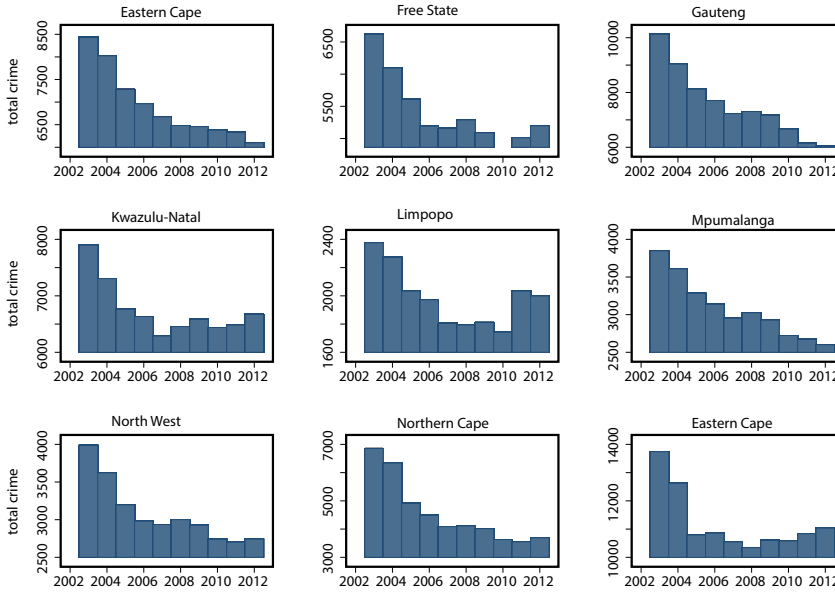 Eastern Cape
total crime
8500
7500
6500
2002 2004 2006 2008 2010 2012
Free State
6500
5500
2002 2004 2006 2008 2010 2012
Gauteng
10000
8000
6000
2002 2004 2006 2008 2010 2012
Kwazulu-Natal
total crime
8000
7000
6000
2002 2004 2006 2008 2010 2012
Limpopo
2400
2000
1600
2002 2004 2006 2008 2010 2012
Mpumalanga
4000
3500
3000
2500
2002 2004 2006 2008 2010 2012
North West
total crime
4000
3500
3000
2500
2002 2004 2006 2008 2010 2012
Northern Cape
7000
5000
3000
2002 2004 2006 2008 2010 2012
Eastern Cape
14000
12000
10000
2002 2004 2006 2008 2010 2012